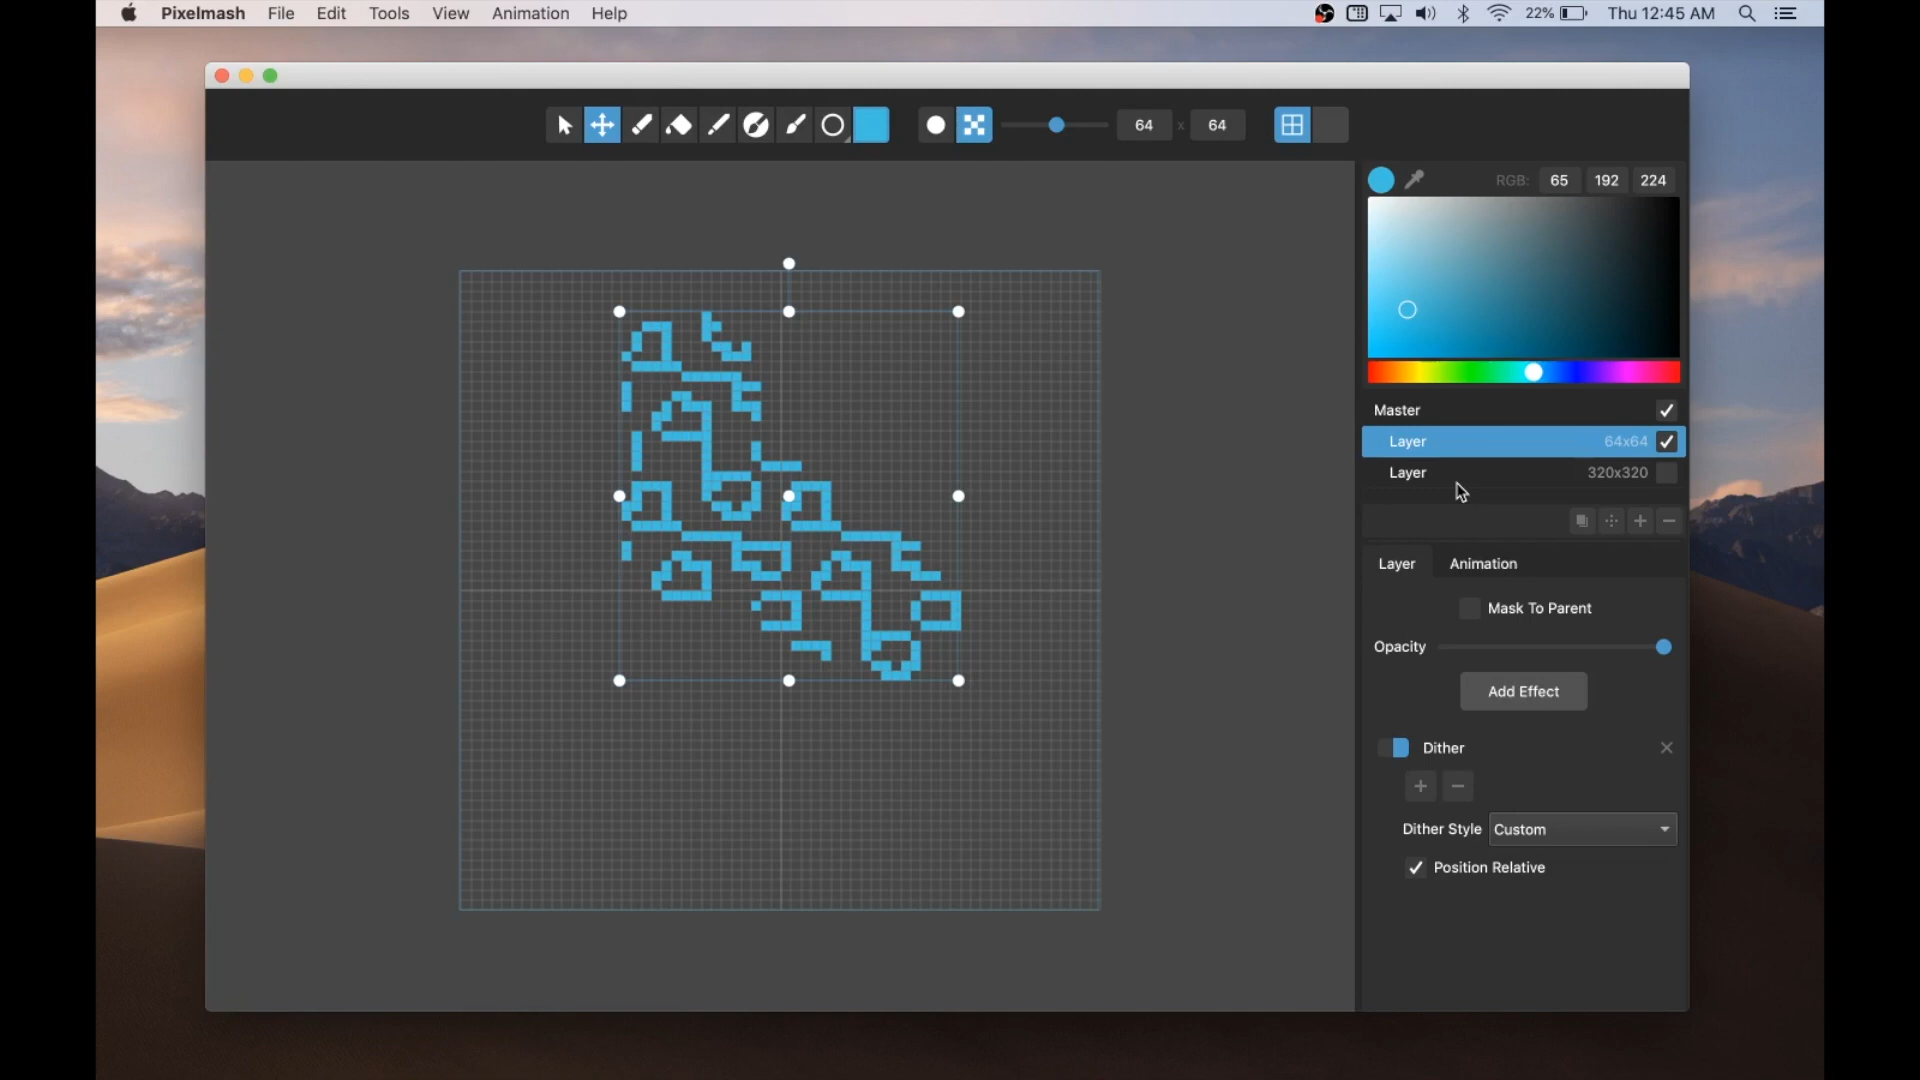 Pixelmash File Edit Tools View Animation Help 22% Thu 12:45 AM
64 x 64
RGB: 65 192 224
Master
Layer 64x64
Layer 320x320
Layer Animation
Mask To Parent
Opacity
Add Effect
Dither
Dither Style Custom
Position Relative